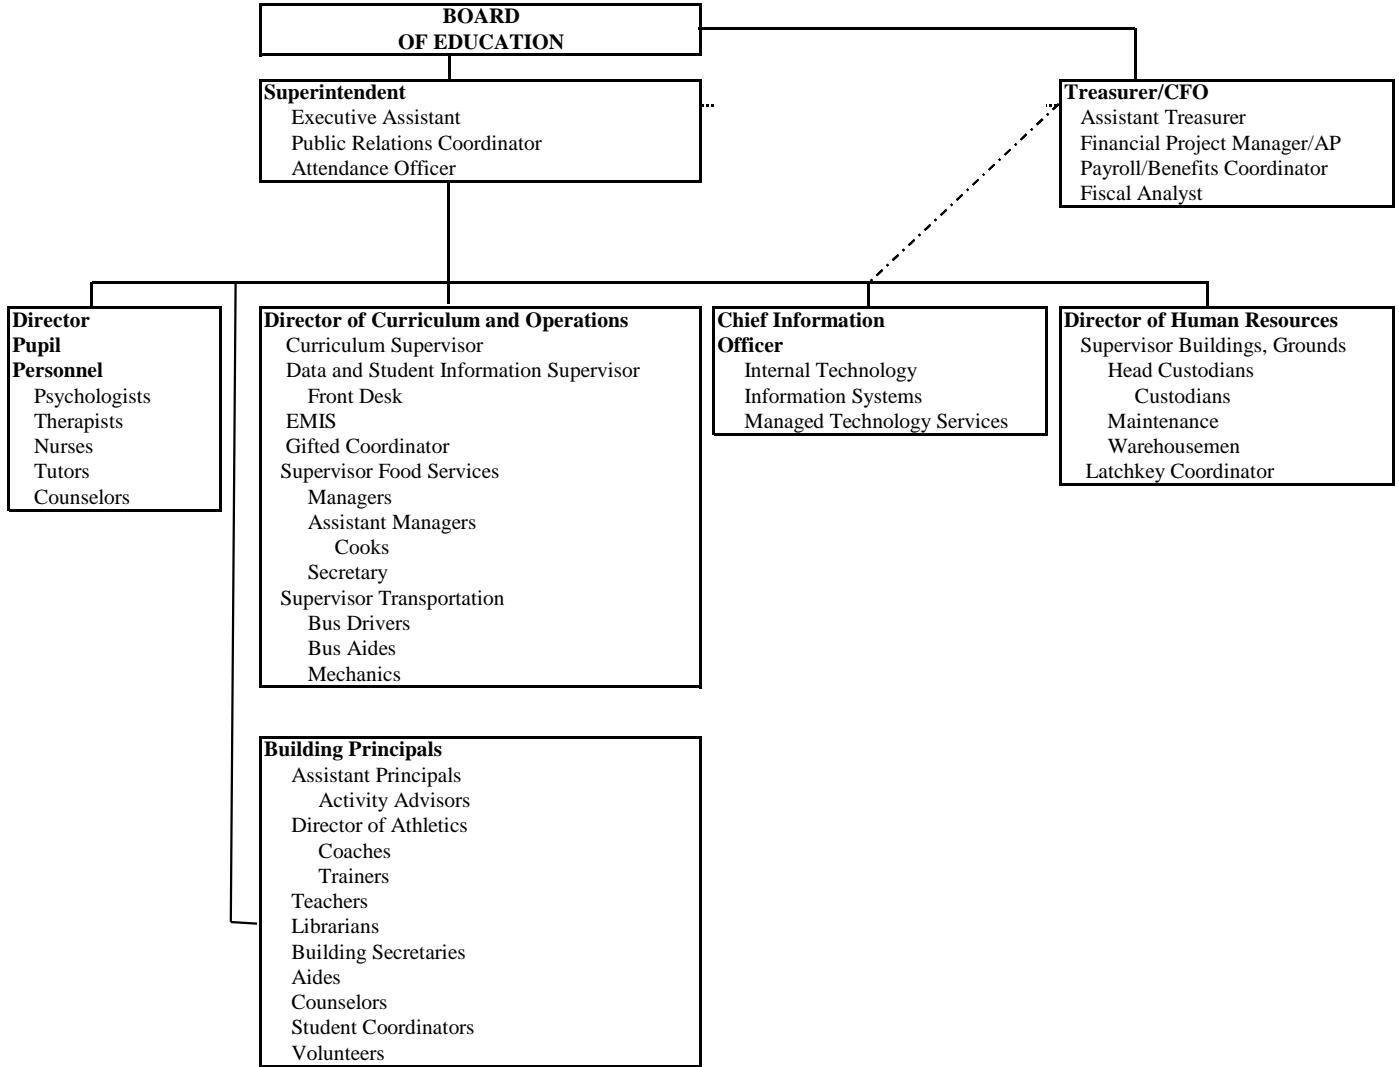 BOARD
OF EDUCATION
Superintendent
Executive Assistant
Public Relations Coordinator
Attendance Officer
Treasurer/CFO
Assistant Treasurer
Financial Project Manager/AP
Payroll/Benefits Coordinator
Fiscal Analyst
Director
Pupil
Personnel
Psychologists
Therapists
Nurses
Tutors
Counselors
Director of Curriculum and Operations
Curriculum Supervisor
Data and Student Information Supervisor
Front Desk
EMIS
Gifted Coordinator
Supervisor Food Services
Managers
Assistant Managers
Cooks
Secretary
Supervisor Transportation
Bus Drivers
Bus Aides
Mechanics
Chief Information
Officer
Internal Technology
Information Systems
Managed Technology Services
Director of Human Resources
Supervisor Buildings, Grounds
Head Custodians
Custodians
Maintenance
Warehousemen
Latchkey Coordinator
Building Principals
Assistant Principals
Activity Advisors
Director of Athletics
Coaches
Trainers
Teachers
Librarians
Building Secretaries
Aides
Counselors
Student Coordinators
Volunteers